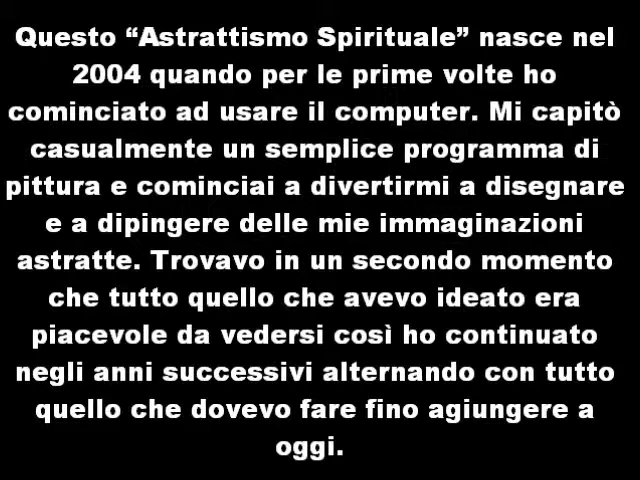 Questo “Astrattismo Spirituale” nasce nel
2004 quando per le prime volte ho
cominciato ad usare il computer. Mi capitò
casualmente un semplice programma di
pittura e cominciai a divertirmi a disegnare
e a dipingere delle mie immaginazioni
astratte. Trovavo in un secondo momento
che tutto quello che avevo ideato era
piacevole da vedersi così ho continuato
negli anni successivi alternando con tutto
quello che dovevo fare fino agiungere a
oggi.